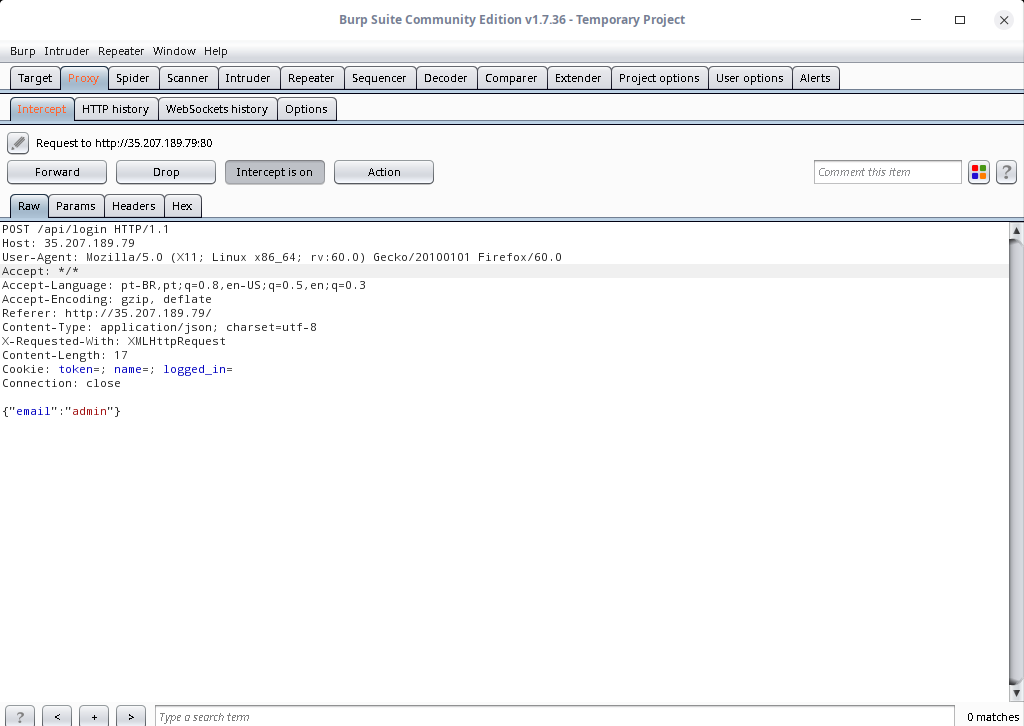 Burp Suite Community Edition v1.7.36 - Temporary Project
Burp Intruder Repeater Window Help
Target Proxy Spider Scanner Intruder Repeater Sequencer Decoder Comparer Extender Project options User options Alerts
Intercept HTTP history WebSockets history Options
Request to http://35.207.189.79:80
Forward Drop Intercept is on Action Comment this item ?
Raw Params Headers Hex
POST /api/login HTTP/1.1
Host: 35.207.189.79
User-Agent: Mozilla/5.0 (X11; Linux x86_64; rv:60.0) Gecko/20100101 Firefox/60.0
Accept: */*
Accept-Language: pt-BR,pt;q=0.8,en-US;q=0.5,en;q=0.3
Accept-Encoding: gzip, deflate
Referer: http://35.207.189.79/
Content-Type: application/json; charset=utf-8
X-Requested-With: XMLHttpRequest
Content-Length: 17
Cookie: token=; name=; logged_in=
Connection: close
{"email":"admin"}
? < + > Type a search term 0 matches